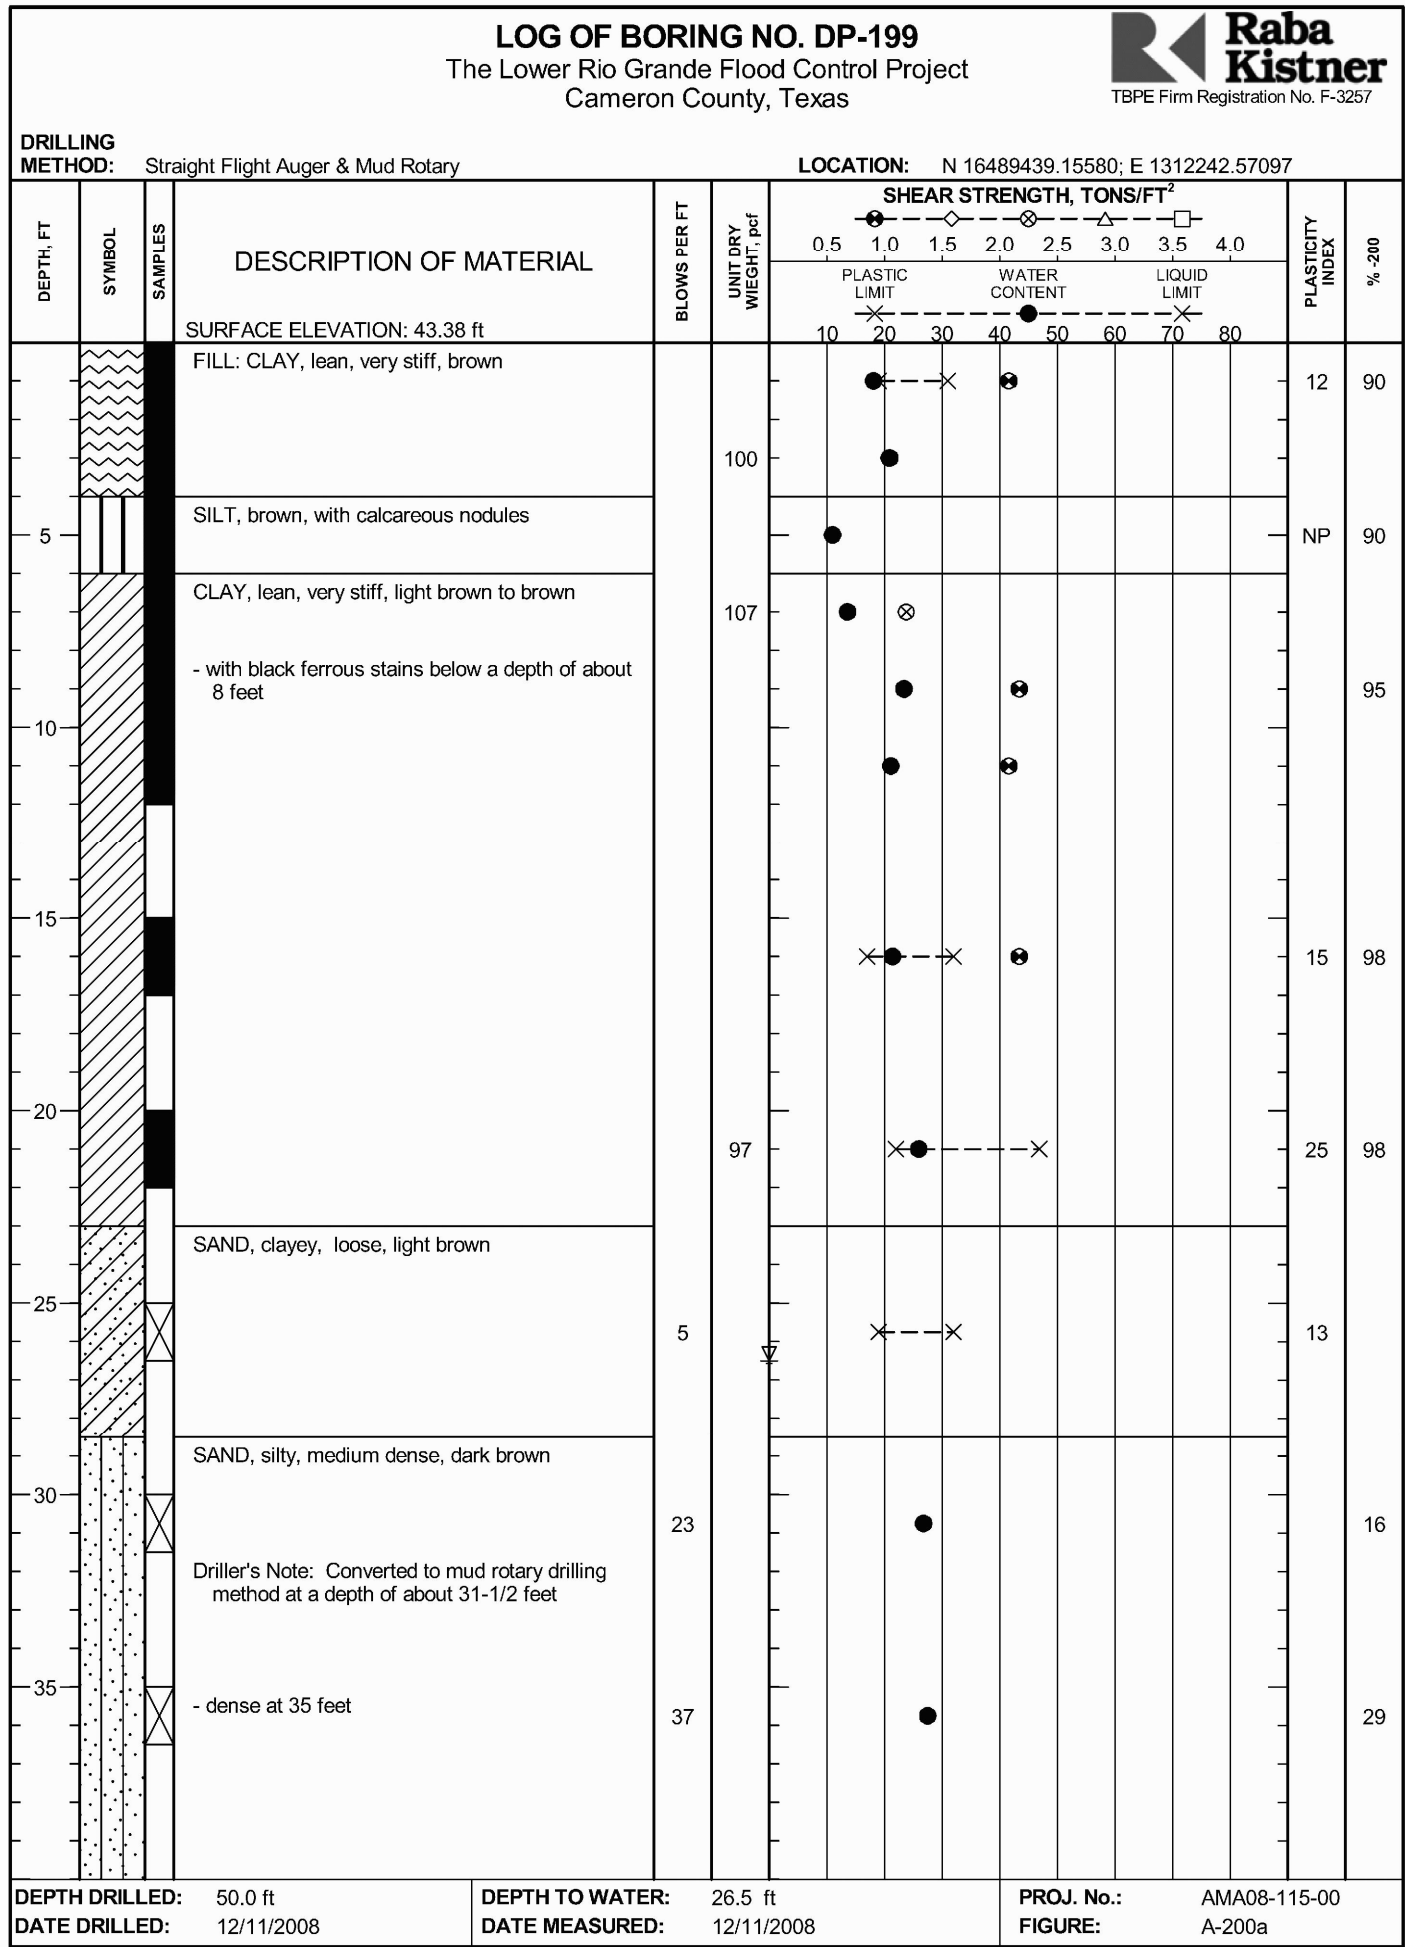 LOG OF BORING NO. DP-199
The Lower Rio Grande Flood Control Project
Cameron County, Texas
Raba
Kistner
TBPE Firm Registration No. F-3257
DRILLING
METHOD: Straight Flight Auger & Mud Rotary
LOCATION: N 16489439.15580; E 1312242.57097
DEPTH, FT
SYMBOL
SAMPLES
DESCRIPTION OF MATERIAL
SURFACE ELEVATION: 43.38 ft
BLOWS PER FT
UNIT DRY
WIEGHT, pcf
SHEAR STRENGTH, TONS/FT2
0.5 1.0 1.5 2.0 2.5 3.0 3.5 4.0
PLASTIC
LIMIT
WATER
CONTENT
LIQUID
LIMIT
10 20 30 40 50 60 70 80
PLASTICITY
INDEX
% -200
FILL: CLAY, lean, very stiff, brown
12 90
100
SILT, brown, with calcareous nodules
5 NP 90
CLAY, lean, very stiff, light brown to brown
107
- with black ferrous stains below a depth of about
8 feet
95
10
15
15 98
20
97 25 98
SAND, clayey, loose, light brown
25
5 13
SAND, silty, medium dense, dark brown
30
23 16
Driller's Note: Converted to mud rotary drilling
method at a depth of about 31-1/2 feet
35
- dense at 35 feet
37 29
DEPTH DRILLED: 50.0 ft
DATE DRILLED: 12/11/2008
DEPTH TO WATER: 26.5 ft
DATE MEASURED: 12/11/2008
PROJ. No.: AMA08-115-00
FIGURE: A-200a